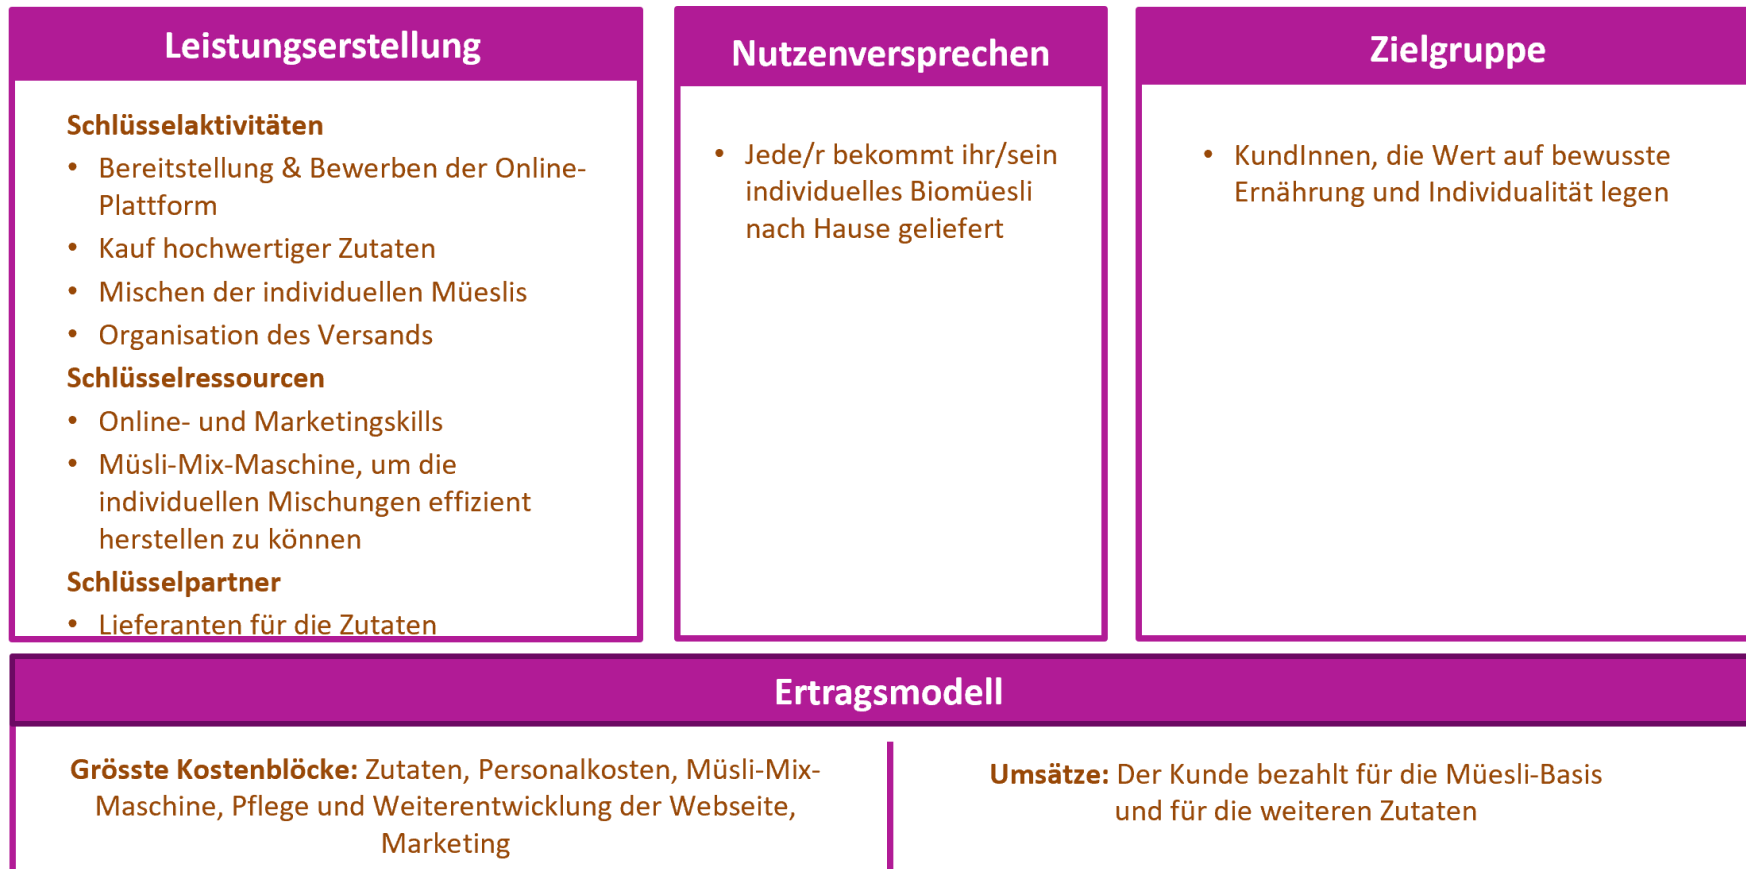 Leistungserstellung
Schlüsselaktivitäten
• Bereitstellung & Bewerben der Online-
Plattform
• Kauf hochwertiger Zutaten
• Mischen der individuellen Müeslis
• Organisation des Versands
Schlüsselressourcen
• Online- und Marketingskills
• Müsli-Mix-Maschine, um die
individuellen Mischungen effizient
herstellen zu können
Schlüsselpartner
• Lieferanten für die Zutaten
Nutzenversprechen
• Jede/r bekommt ihr/sein
individuelles Biomüesli
nach Hause geliefert
Zielgruppe
• KundInnen, die Wert auf bewusste
Ernährung und Individualität legen
Ertragsmodell
Grösste Kostenblöcke: Zutaten, Personalkosten, Müsli-Mix-
Maschine, Pflege und Weiterentwicklung der Webseite,
Marketing
Umsätze: Der Kunde bezahlt für die Müesli-Basis
und für die weiteren Zutaten